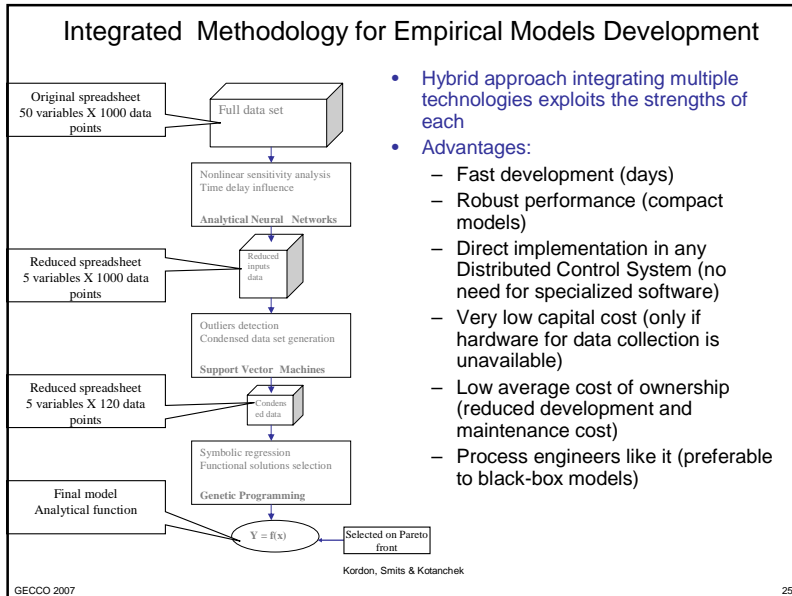 Integrated Methodology for Empirical Models Development
Original spreadsheet
50 variables X 1000 data
points
Full data set
Nonlinear sensitivity analysis
Time delay influence
Analytical Neural Networks
Reduced spreadsheet
5 variables X 1000 data
points
Reduced
inputs
data
Outliers detection
Condensed data set generation
Support Vector Machines
Reduced spreadsheet
5 variables X 120 data
points
Condens
ed data
Symbolic regression
Functional solutions selection
Genetic Programming
Final model
Analytical function
Y = f(x)
Selected on Pareto
front
• Hybrid approach integrating multiple
technologies exploits the strengths of
each
• Advantages:
– Fast development (days)
– Robust performance (compact
models)
– Direct implementation in any
Distributed Control System (no
need for specialized software)
– Very low capital cost (only if
hardware for data collection is
unavailable)
– Low average cost of ownership
(reduced development and
maintenance cost)
– Process engineers like it (preferable
to black-box models)
Kordon, Smits & Kotanchek
GECCO 2007
25